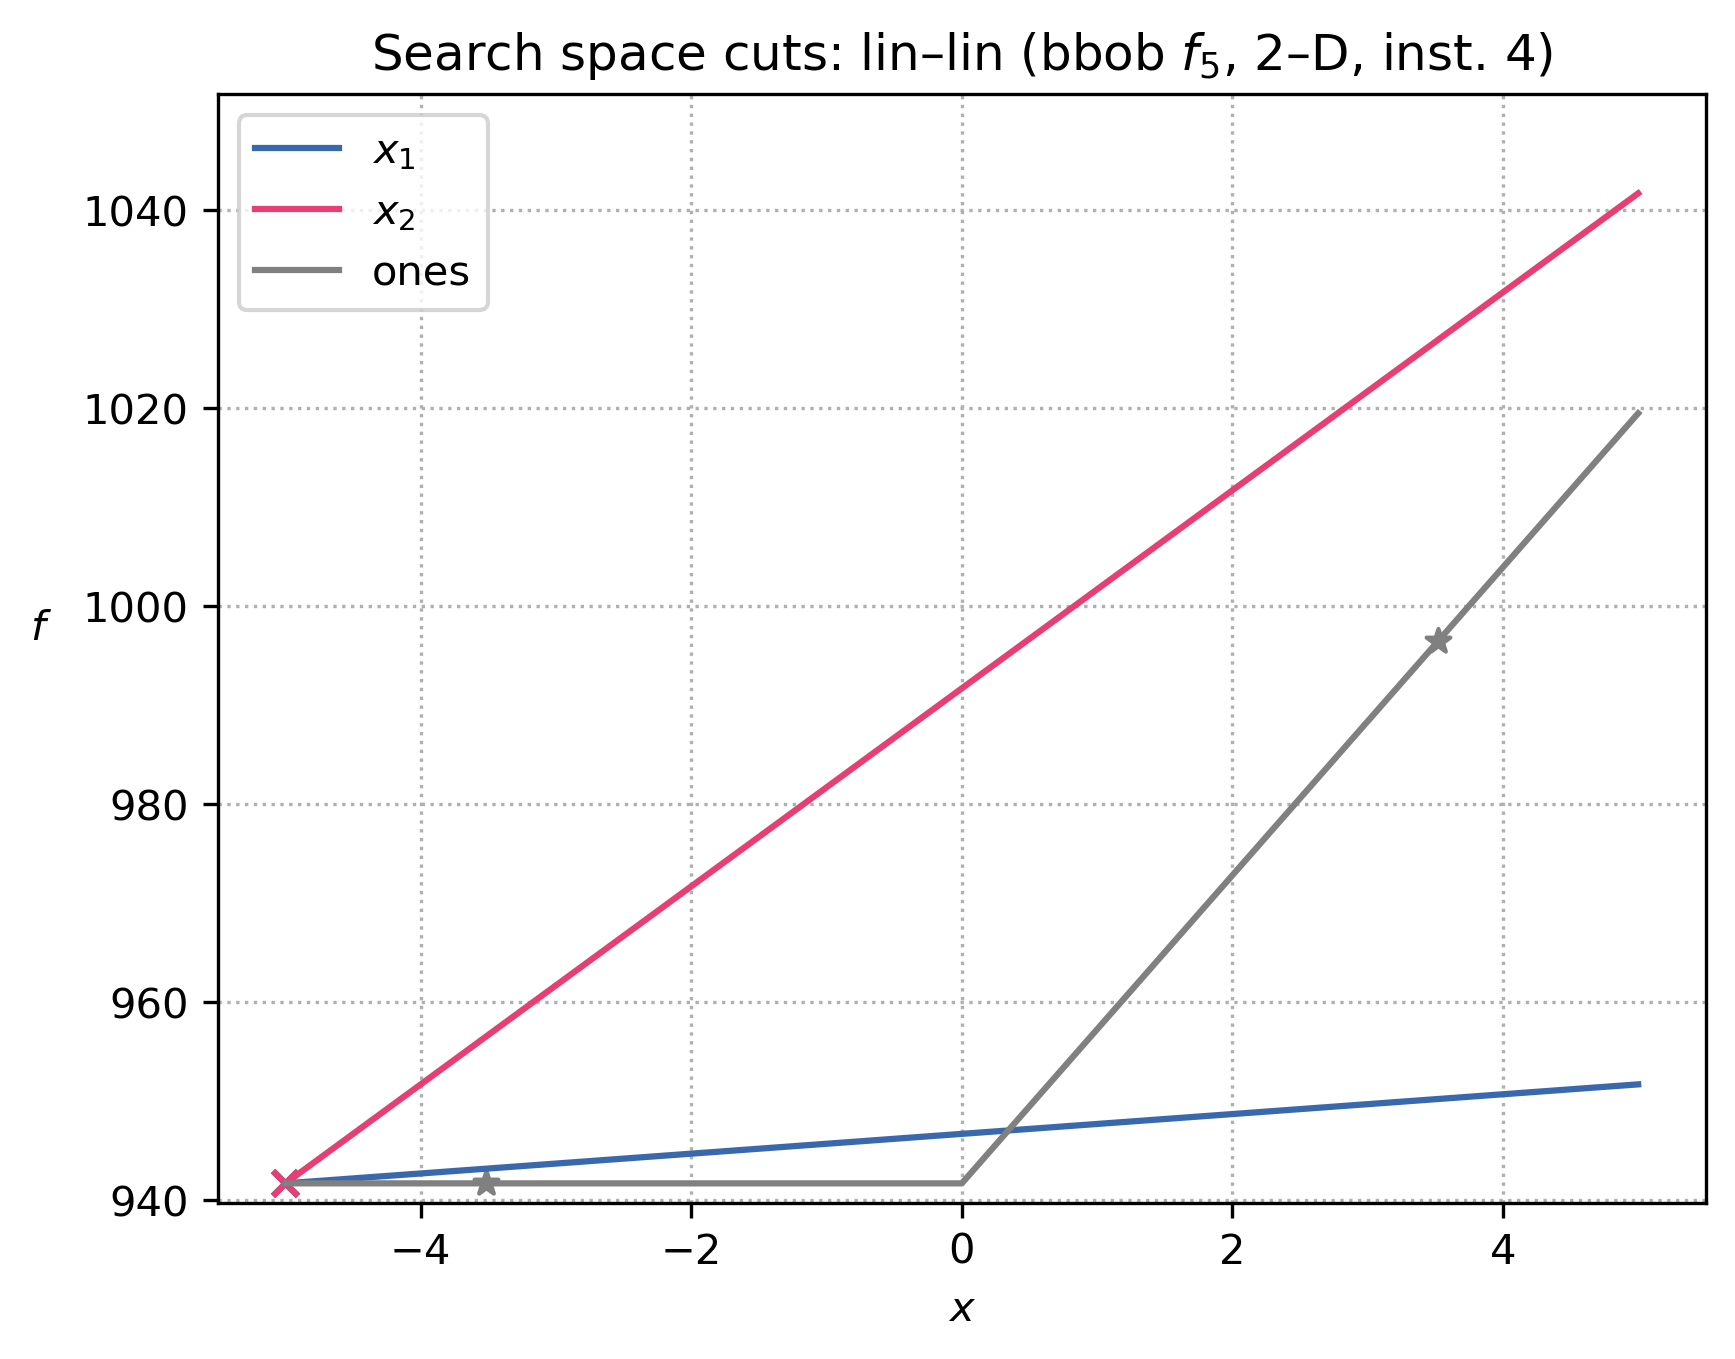 Search space cuts: lin–lin (bbob f₅, 2–D, inst. 4)
x₁
x₂
ones
1040
1020
1000
980
960
940
f
−4
−2
0
2
4
x